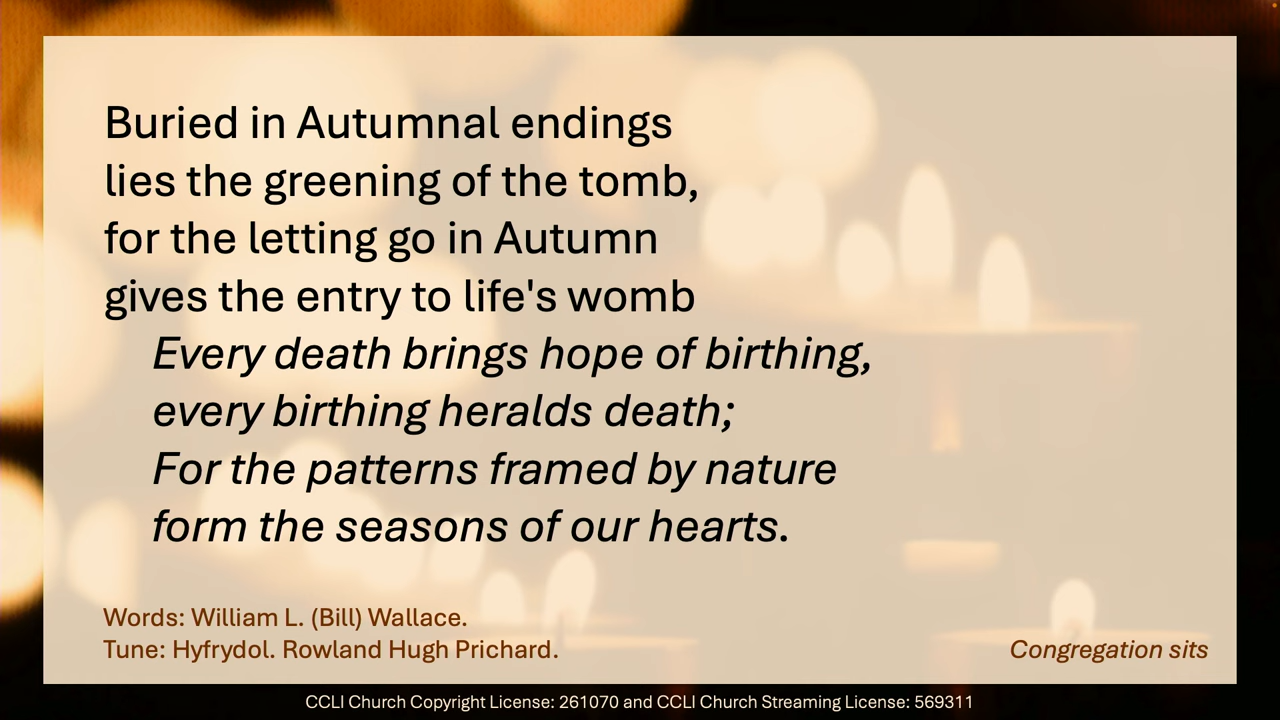 Buried in Autumnal endings
lies the greening of the tomb,
for the letting go in Autumn
gives the entry to life's womb
Every death brings hope of birthing,
every birthing heralds death;
For the patterns framed by nature
form the seasons of our hearts.
Words: William L. (Bill) Wallace.
Tune: Hyfrydol. Rowland Hugh Prichard.
Congregation sits
CCLI Church Copyright License: 261070 and CCLI Church Streaming License: 569311